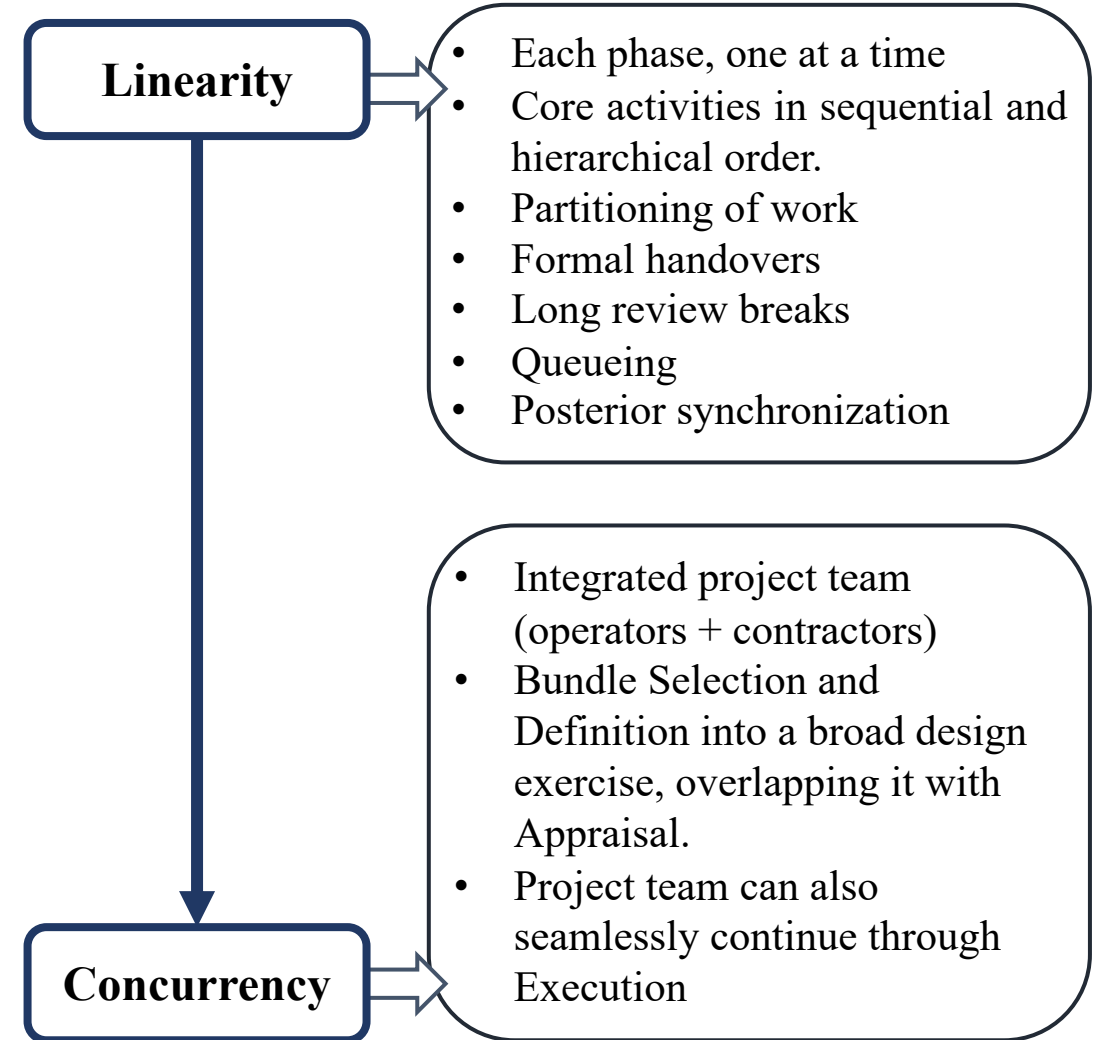 Linearity
• Each phase, one at a time
• Core activities in sequential and
hierarchical order.
• Partitioning of work
• Formal handovers
• Long review breaks
• Queueing
• Posterior synchronization
• Integrated project team
(operators + contractors)
• Bundle Selection and
Definition into a broad design
exercise, overlapping it with
Appraisal.
• Project team can also
seamlessly continue through
Execution
Concurrency